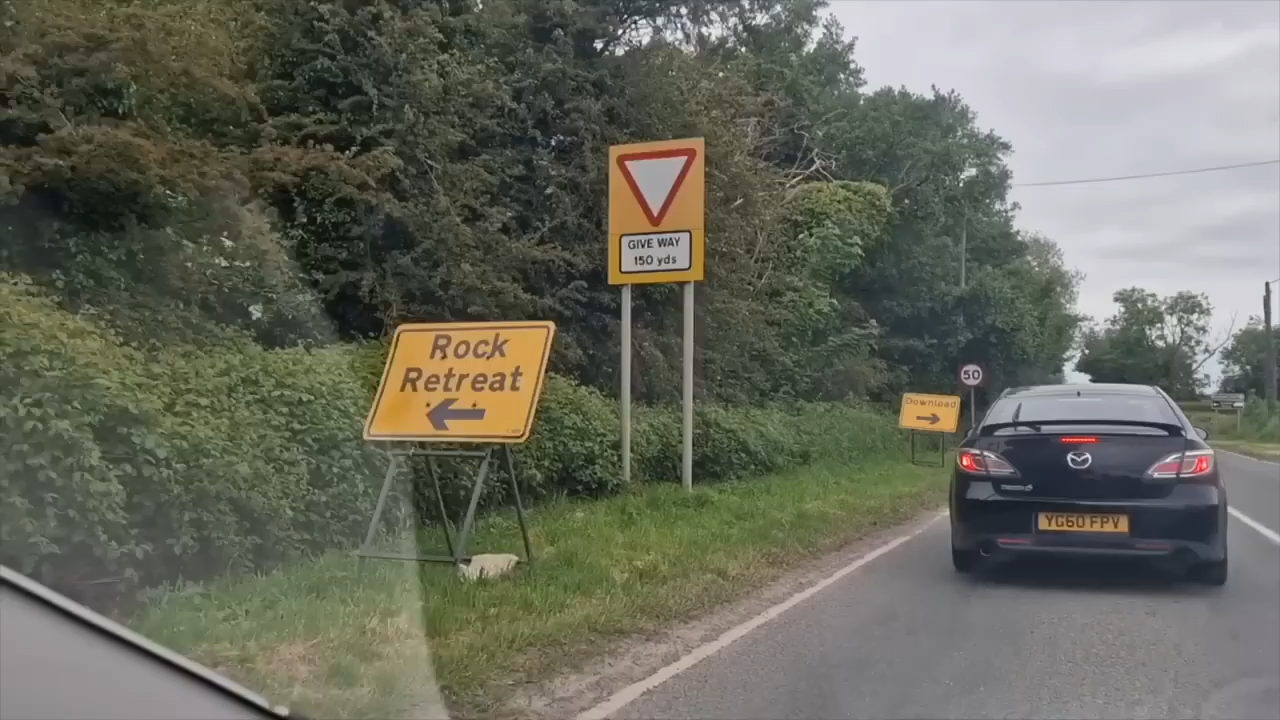 Rock
Retreat
GIVE WAY
150 yds
Download
50
YG60 FPV